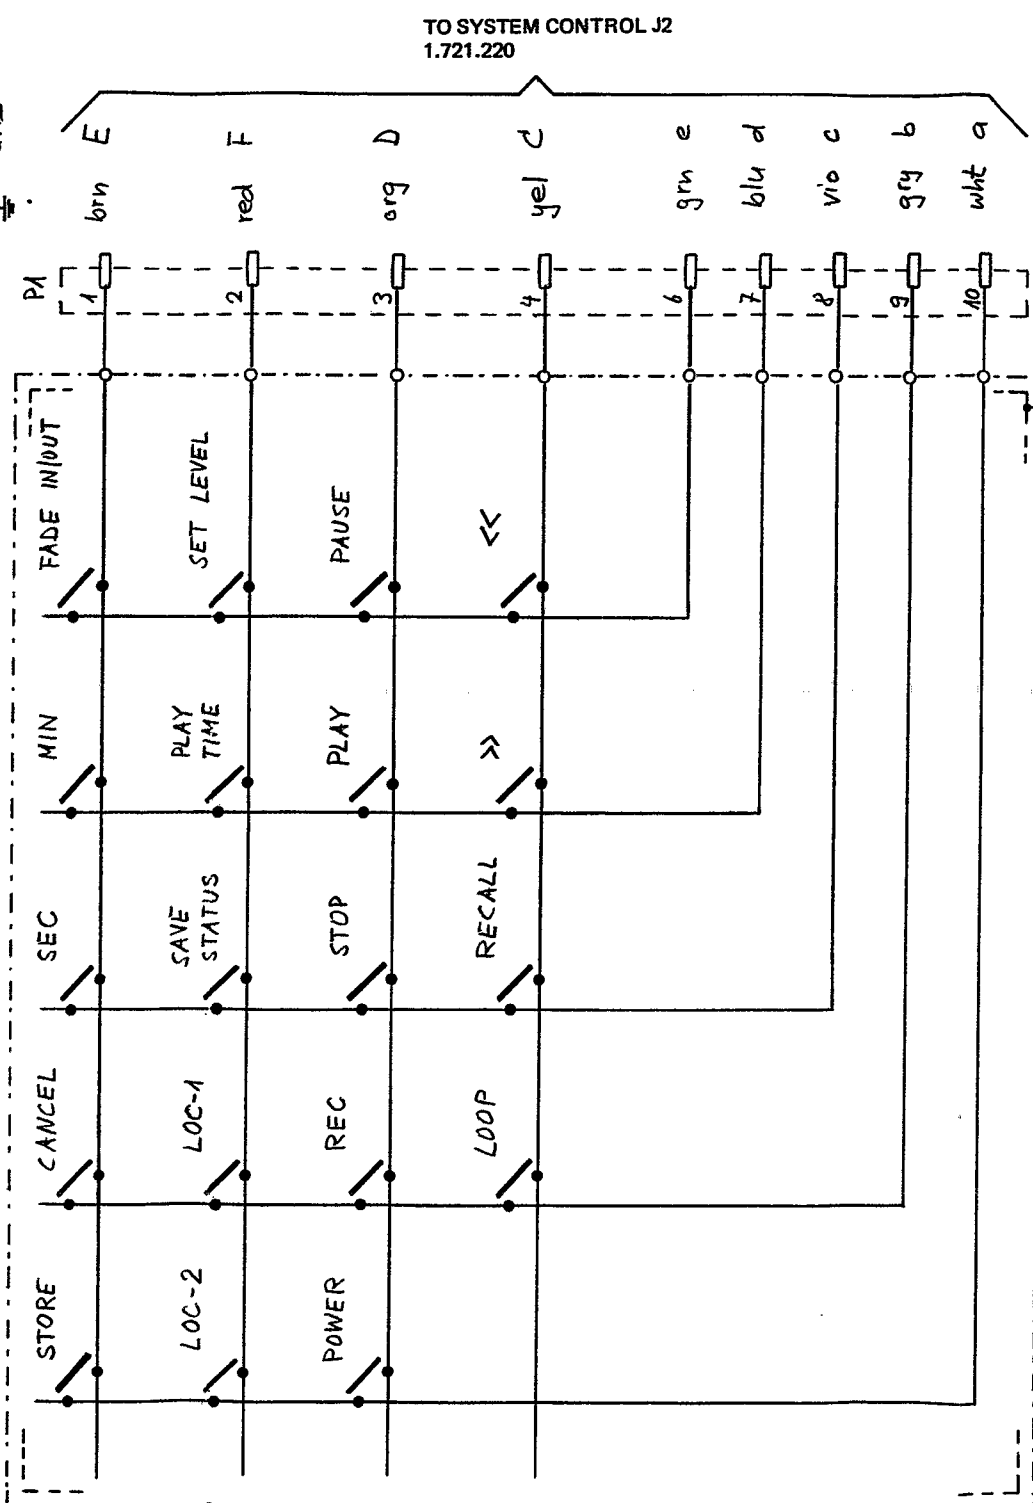 TO SYSTEM CONTROL J2
1.721.220
E
F
D
C
e
d
c
b
a
brn
red
org
yel
grn
blu
vio
gry
wht
P1
1
2
3
4
6
7
8
9
10
FADE IN/OUT
SET LEVEL
PAUSE
<<
MIN
PLAY
TIME
PLAY
>>
SEC
SAVE
STATUS
STOP
RECALL
CANCEL
LOC-1
REC
LOOP
STORE
LOC-2
POWER